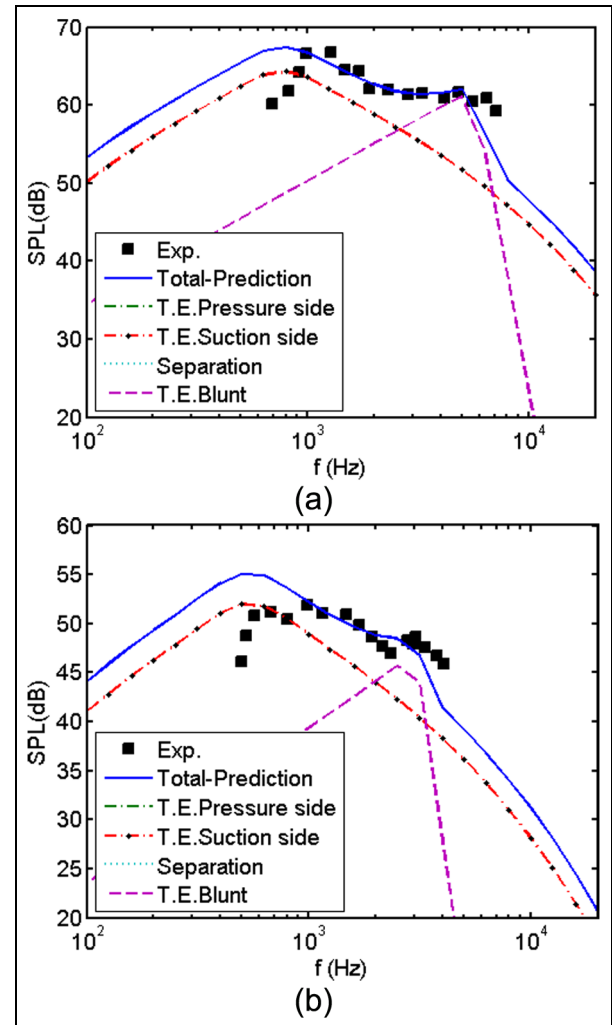 70
60
50
40
30
20
SPL(dB)
Exp.
Total-Prediction
T.E.Pressure side
T.E.Suction side
Separation
T.E.Blunt
10^2
10^3
10^4
f (Hz)
(a)
60
55
50
45
40
35
30
25
20
SPL(dB)
Exp.
Total-Prediction
T.E.Pressure side
T.E.Suction side
Separation
T.E.Blunt
10^2
10^3
10^4
f (Hz)
(b)